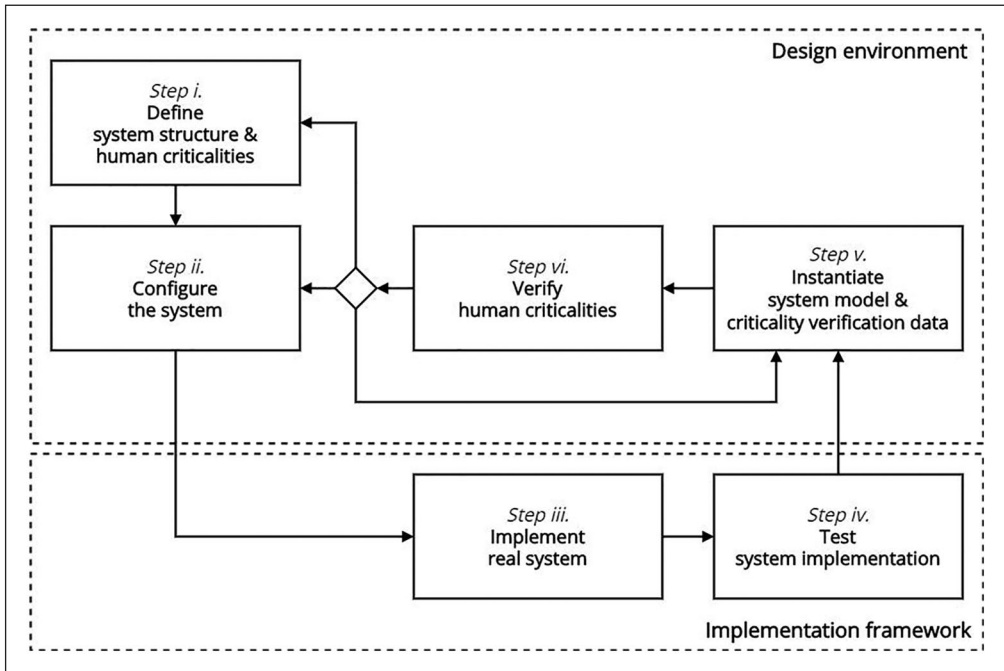 Design environment
Step i.
Define
system structure &
human criticalities
Step ii.
Configure
the system
Step vi.
Verify
human criticalities
Step v.
Instantiate
system model &
criticality verification data
Step iii.
Implement
real system
Step iv.
Test
system implementation
Implementation framework